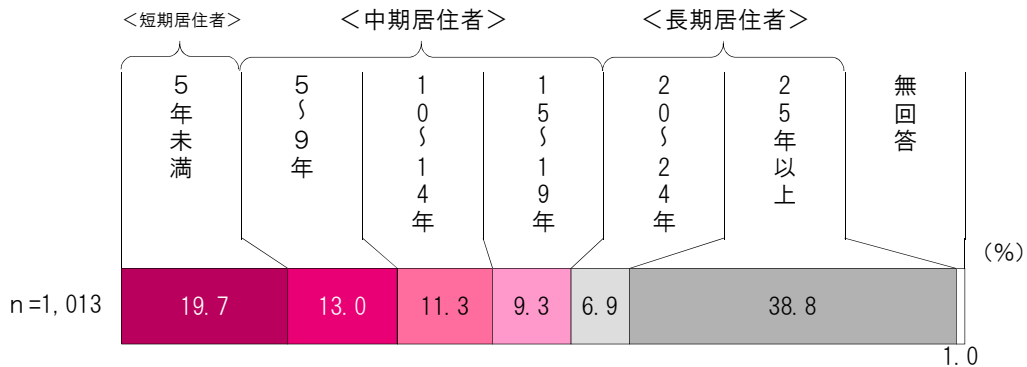 ＜短期居住者＞
＜中期居住者＞
＜長期居住者＞
５年未満
５～９年
10～14年
15～19年
20～24年
25年以上
無回答
(％)
ｎ=1,013
19.7
13.0
11.3
9.3
6.9
38.8
1.0